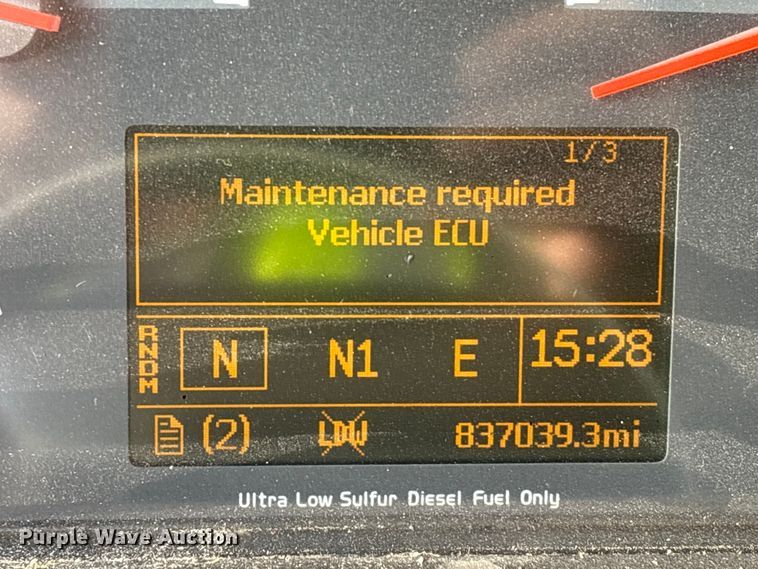 1/3
Maintenance required
Vehicle ECU
RNDM N N1 E 15:28
(2) LDW 837039.3mi
Ultra Low Sulfur Diesel Fuel Only
Purple Wave Auction